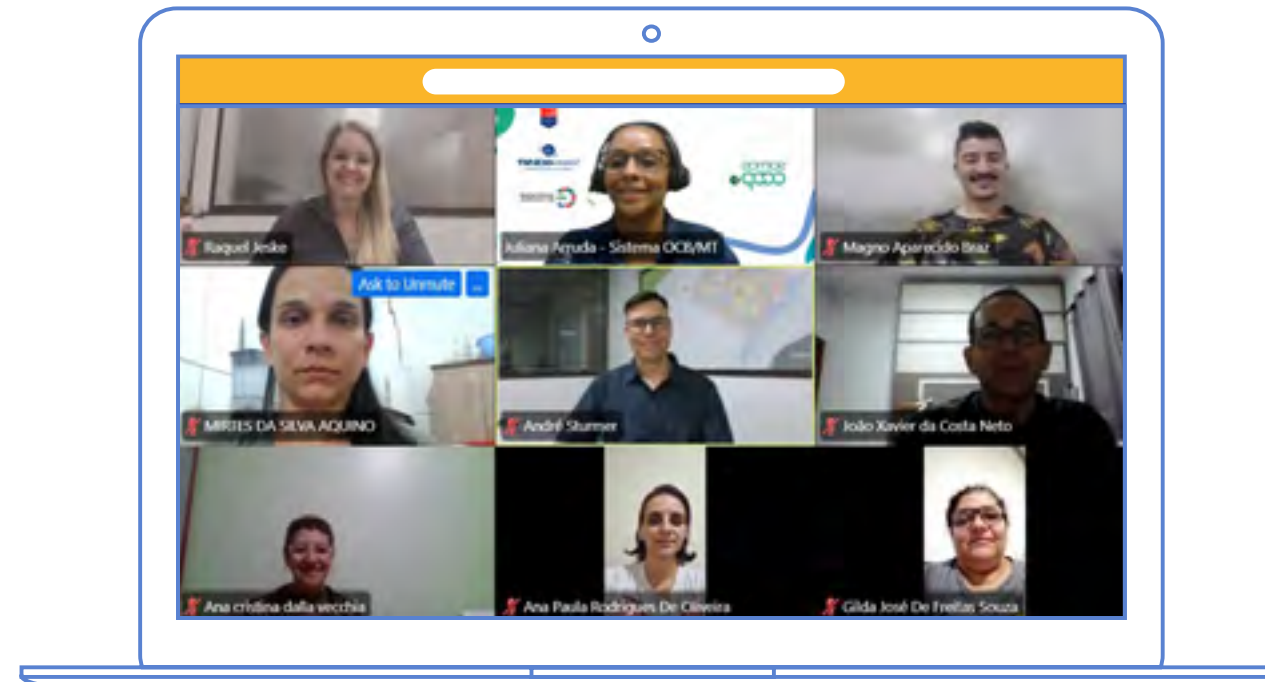 Raquel Jeske
Juliana Arruda - Sistema OCB/MT
Magno Aparecido Braz
Ask to Unmute ...
MIRTES DA SILVA AQUINO
André Sturmer
João Xavier da Costa Neto
Ana cristina dalla vecchia
Ana Paula Rodrigues De Oliveira
Gilda José De Freitas Souza